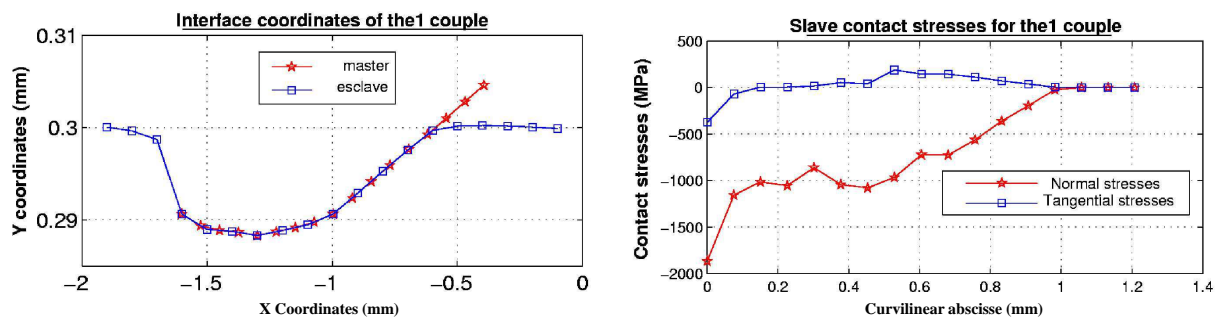 Interface coordinates of the1 couple
0.31
0.3
0.29
Y coordinates (mm)
master
esclave
−2
−1.5
−1
−0.5
0
X Coordinates (mm)
Slave contact stresses for the1 couple
500
0
−500
−1000
−1500
−2000
Contact stresses (MPa)
Normal stresses
Tangential stresses
0
0.2
0.4
0.6
0.8
1
1.2
1.4
Curvilinear abscisse (mm)